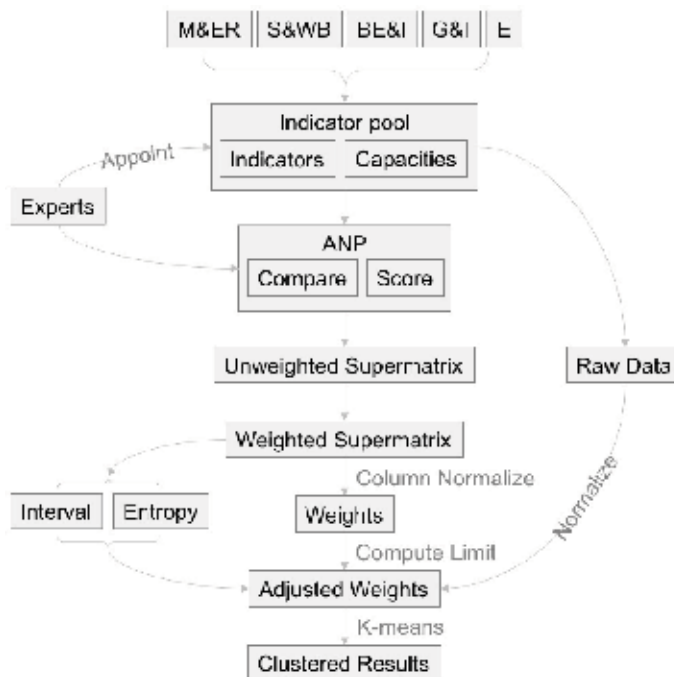 M&ER S&WB BE&I G&I E
Indicator pool
Indicators Capacities
Appoint
Experts
ANP
Compare Score
Unweighted Supermatrix
Raw Data
Weighted Supermatrix
Column Normalize
Interval Entropy
Weights
Normalize
Compute Limit
Adjusted Weights
K-means
Clustered Results